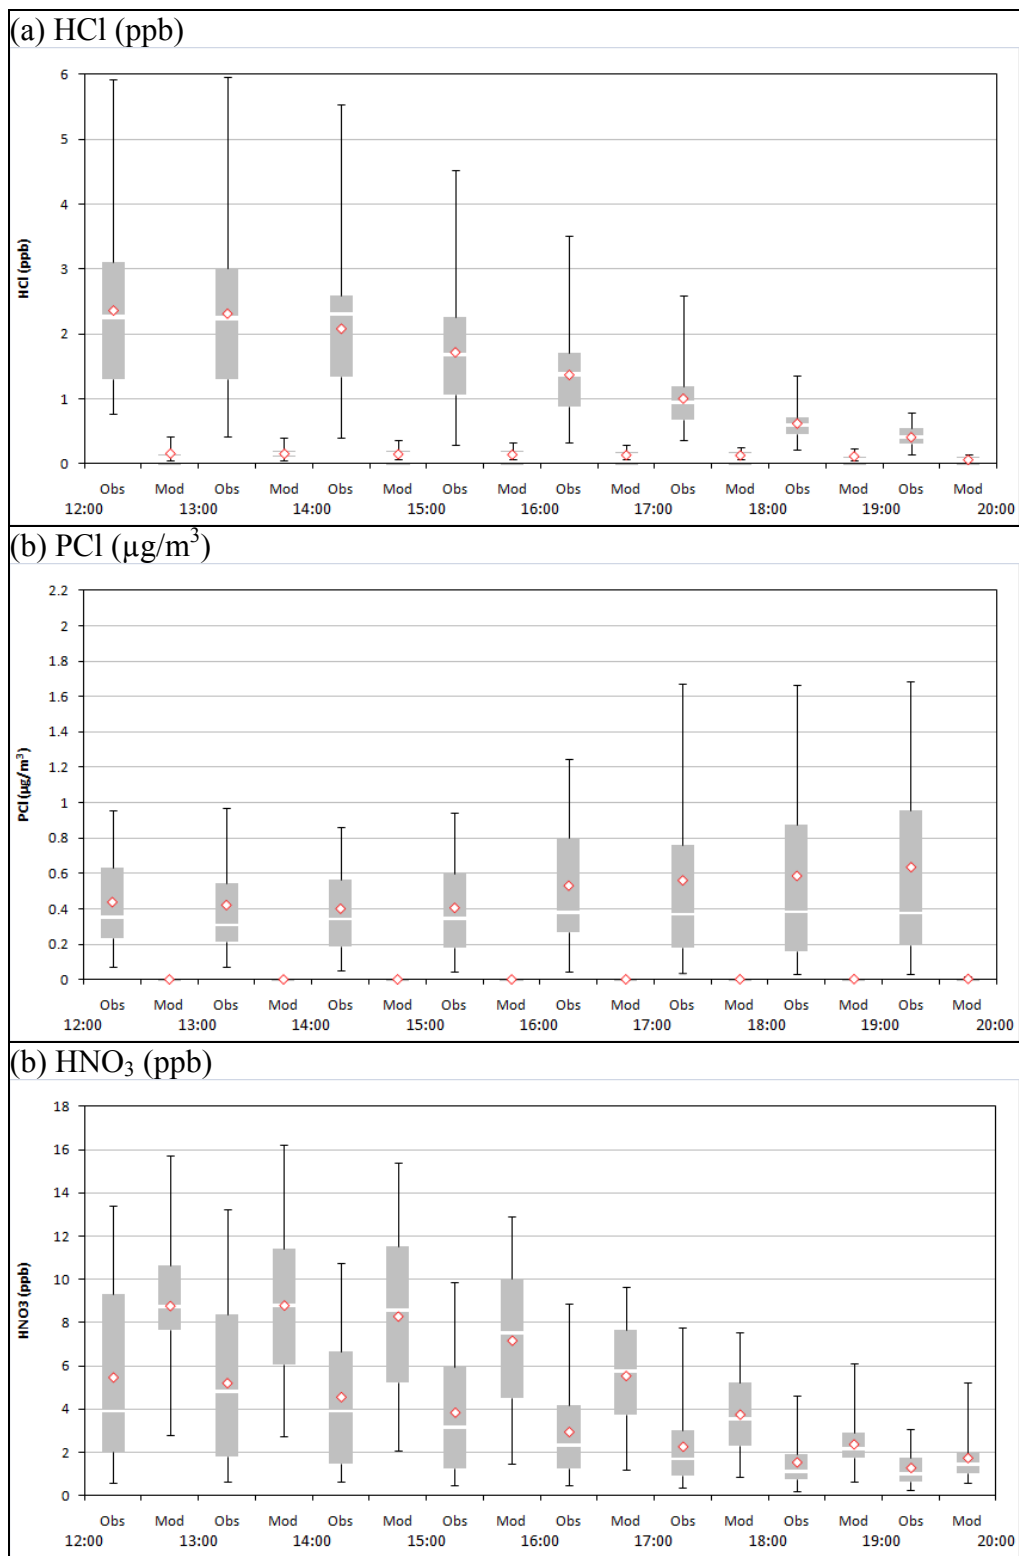 (a) HCl (ppb)
6
5
4
3
2
1
0
HCl (ppb)
Obs Mod Obs Mod Obs Mod Obs Mod Obs Mod Obs Mod Obs Mod Obs Mod
12:00 13:00 14:00 15:00 16:00 17:00 18:00 19:00 20:00
(b) PCl (µg/m³)
2.2
2
1.8
1.6
1.4
1.2
1
0.8
0.6
0.4
0.2
0
PCl (µg/m³)
Obs Mod Obs Mod Obs Mod Obs Mod Obs Mod Obs Mod Obs Mod Obs Mod
12:00 13:00 14:00 15:00 16:00 17:00 18:00 19:00 20:00
(b) HNO₃ (ppb)
18
16
14
12
10
8
6
4
2
0
HNO3 (ppb)
Obs Mod Obs Mod Obs Mod Obs Mod Obs Mod Obs Mod Obs Mod Obs Mod
12:00 13:00 14:00 15:00 16:00 17:00 18:00 19:00 20:00